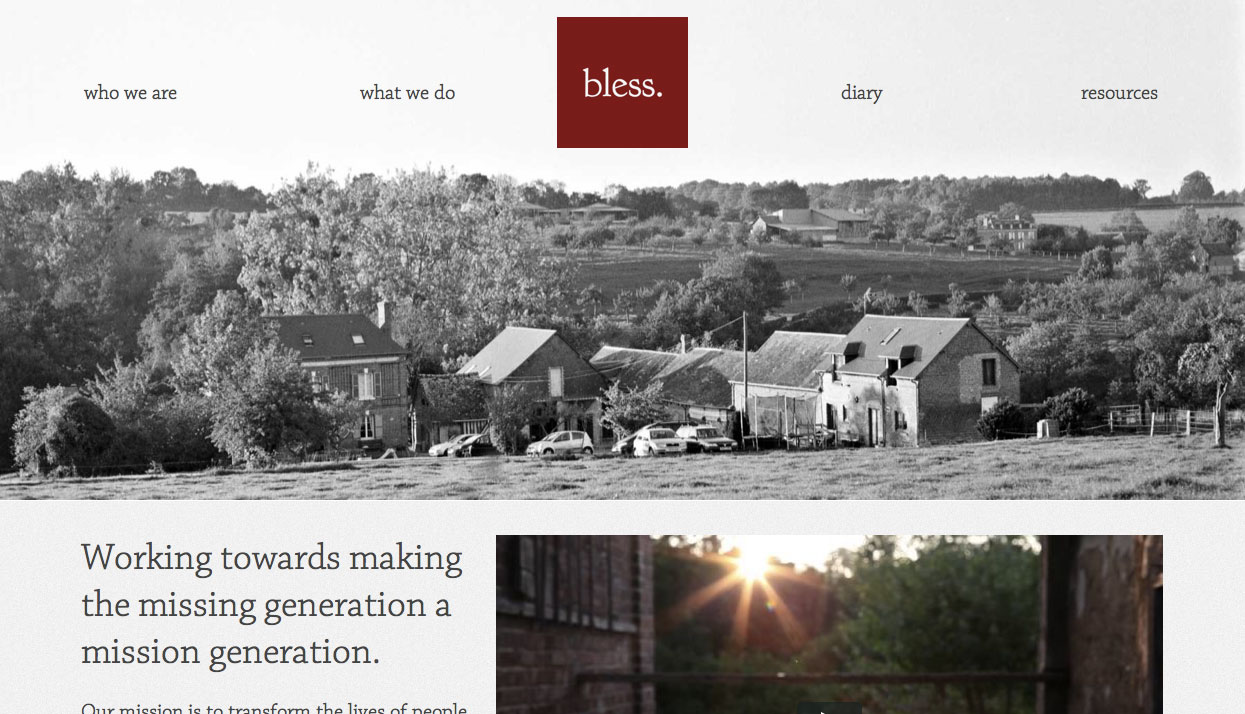 who we are
what we do
bless.
diary
resources
Working towards making
the missing generation a
mission generation.
Our mission is to transform the lives of people